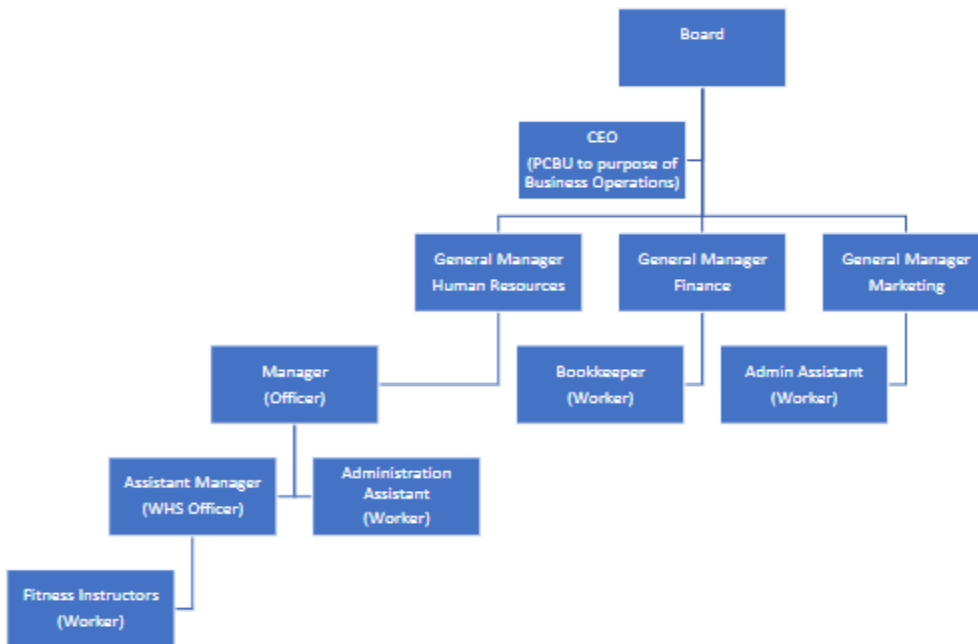 Board
CEO
(PCBU to purpose of
Business Operations)
General Manager
Human Resources
General Manager
Finance
General Manager
Marketing
Manager
(Officer)
Bookkeeper
(Worker)
Admin Assistant
(Worker)
Assistant Manager
(WHS Officer)
Administration
Assistant
(Worker)
Fitness Instructors
(Worker)